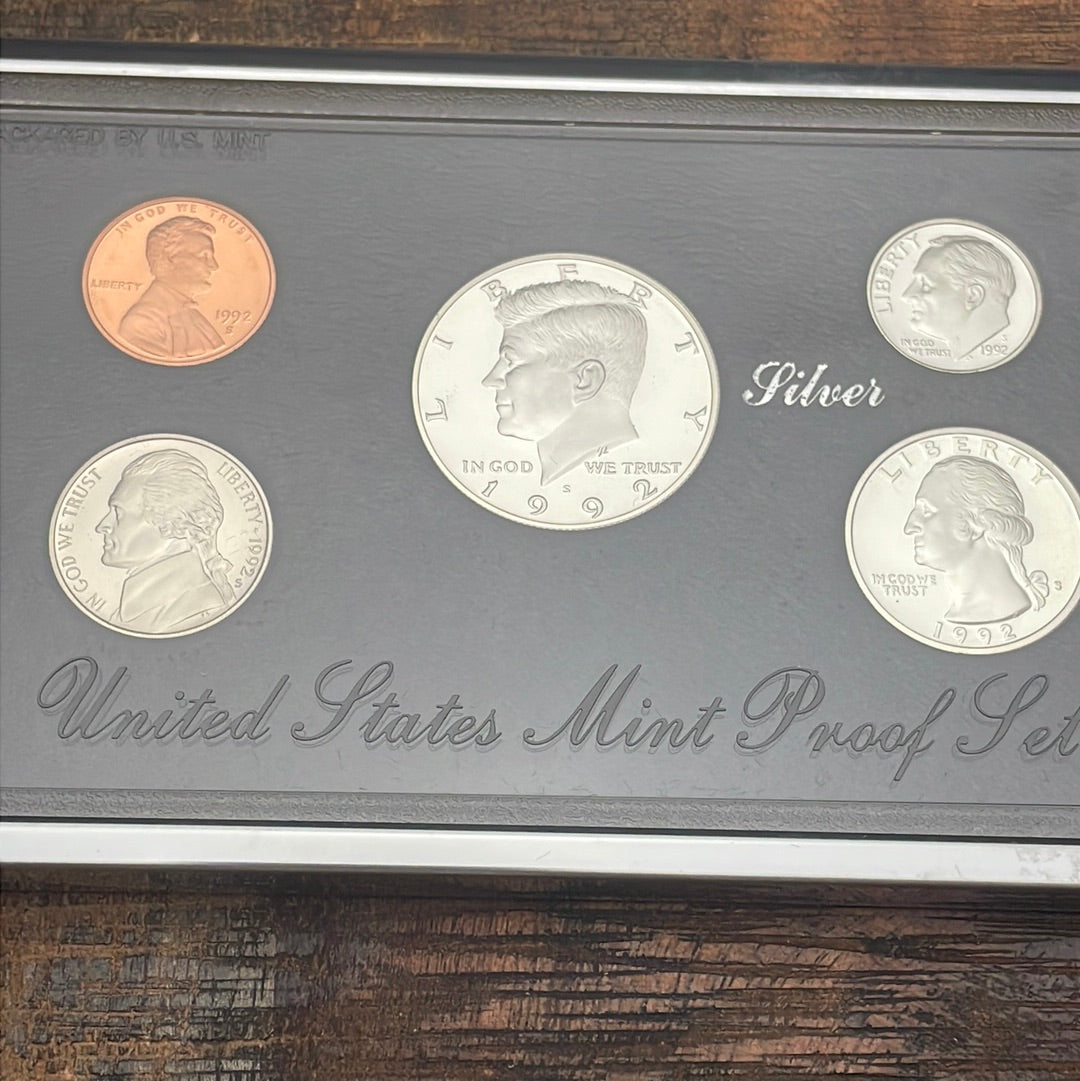 PACKAGED BY U.S. MINT
IN GOD WE TRUST
LIBERTY
1992
S
LIBERTY
IN GOD WE TRUST
S
1992
LIBERTY
IN GOD
WE TRUST
S
1992
Silver
IN GOD WE TRUST
LIBERTY • 1992
S
LIBERTY
IN GOD WE
TRUST
S
1992
United States Mint Proof Set